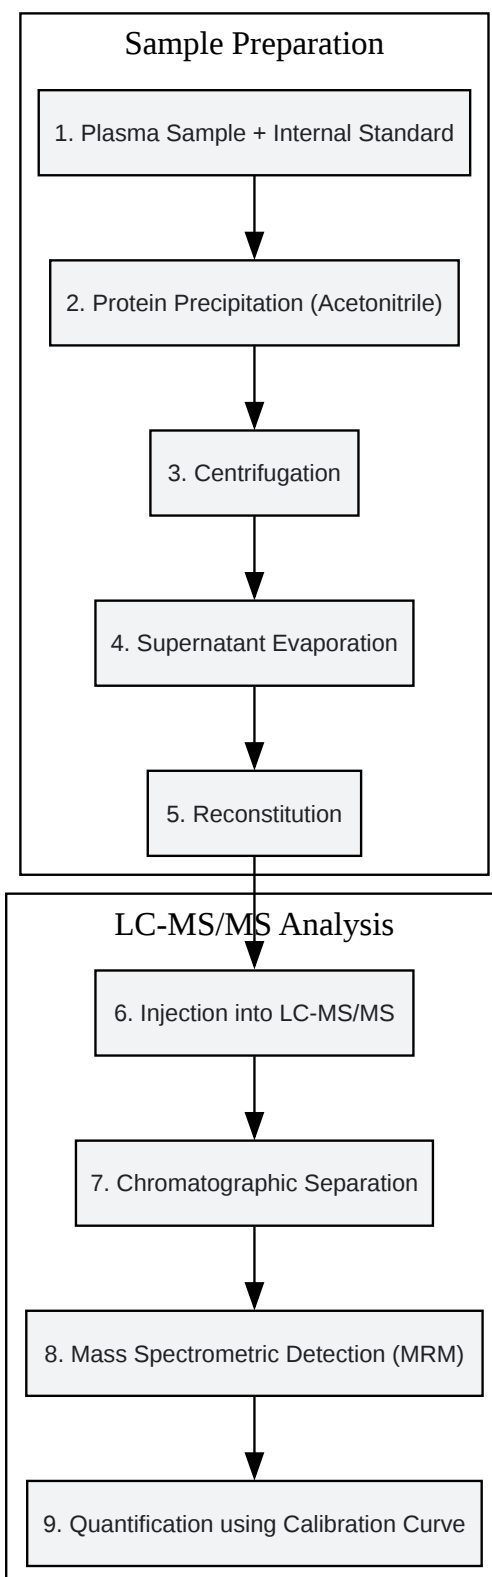 Sample Preparation
1. Plasma Sample + Internal Standard
2. Protein Precipitation (Acetonitrile)
3. Centrifugation
4. Supernatant Evaporation
5. Reconstitution
LC-MS/MS Analysis
6. Injection into LC-MS/MS
7. Chromatographic Separation
8. Mass Spectrometric Detection (MRM)
9. Quantification using Calibration Curve